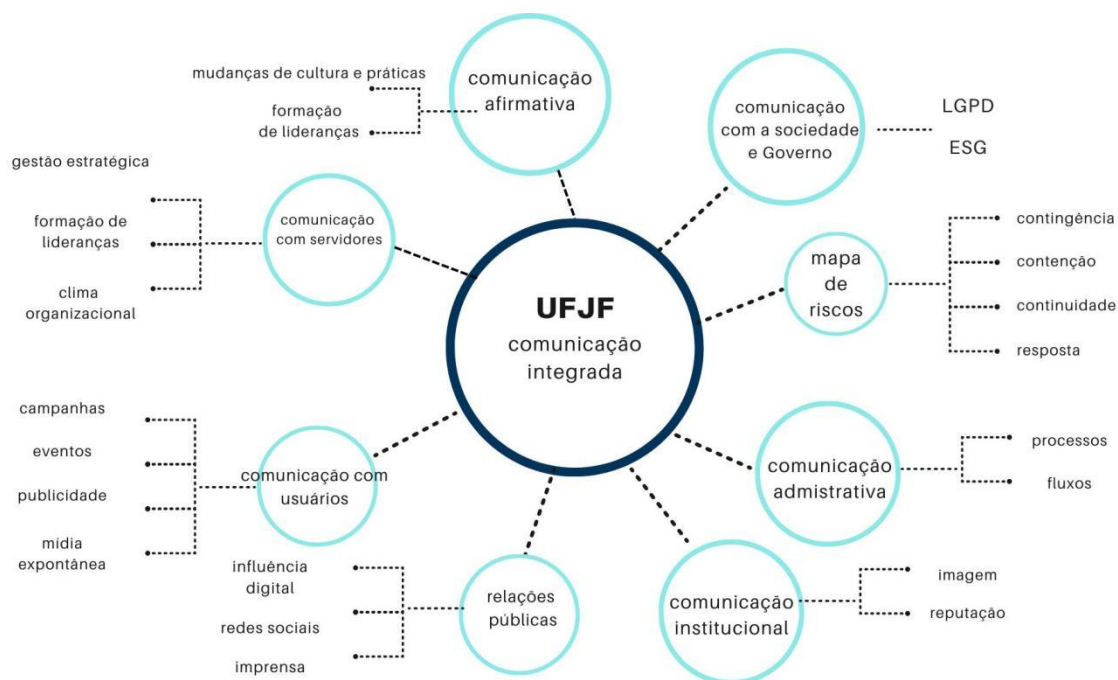 UFJF
comunicação
integrada
comunicação
afirmativa
mudanças de cultura e práticas
formação
de lideranças
comunicação
com a sociedade
e Governo
LGPD
ESG
mapa
de
riscos
contingência
contenção
continuidade
resposta
comunicação
admistrativa
processos
fluxos
comunicação
institucional
imagem
reputação
relações
públicas
influência
digital
redes sociais
imprensa
comunicação com
usuários
campanhas
eventos
publicidade
mídia
expontânea
comunicação
com servidores
gestão estratégica
formação de
lideranças
clima
organizacional